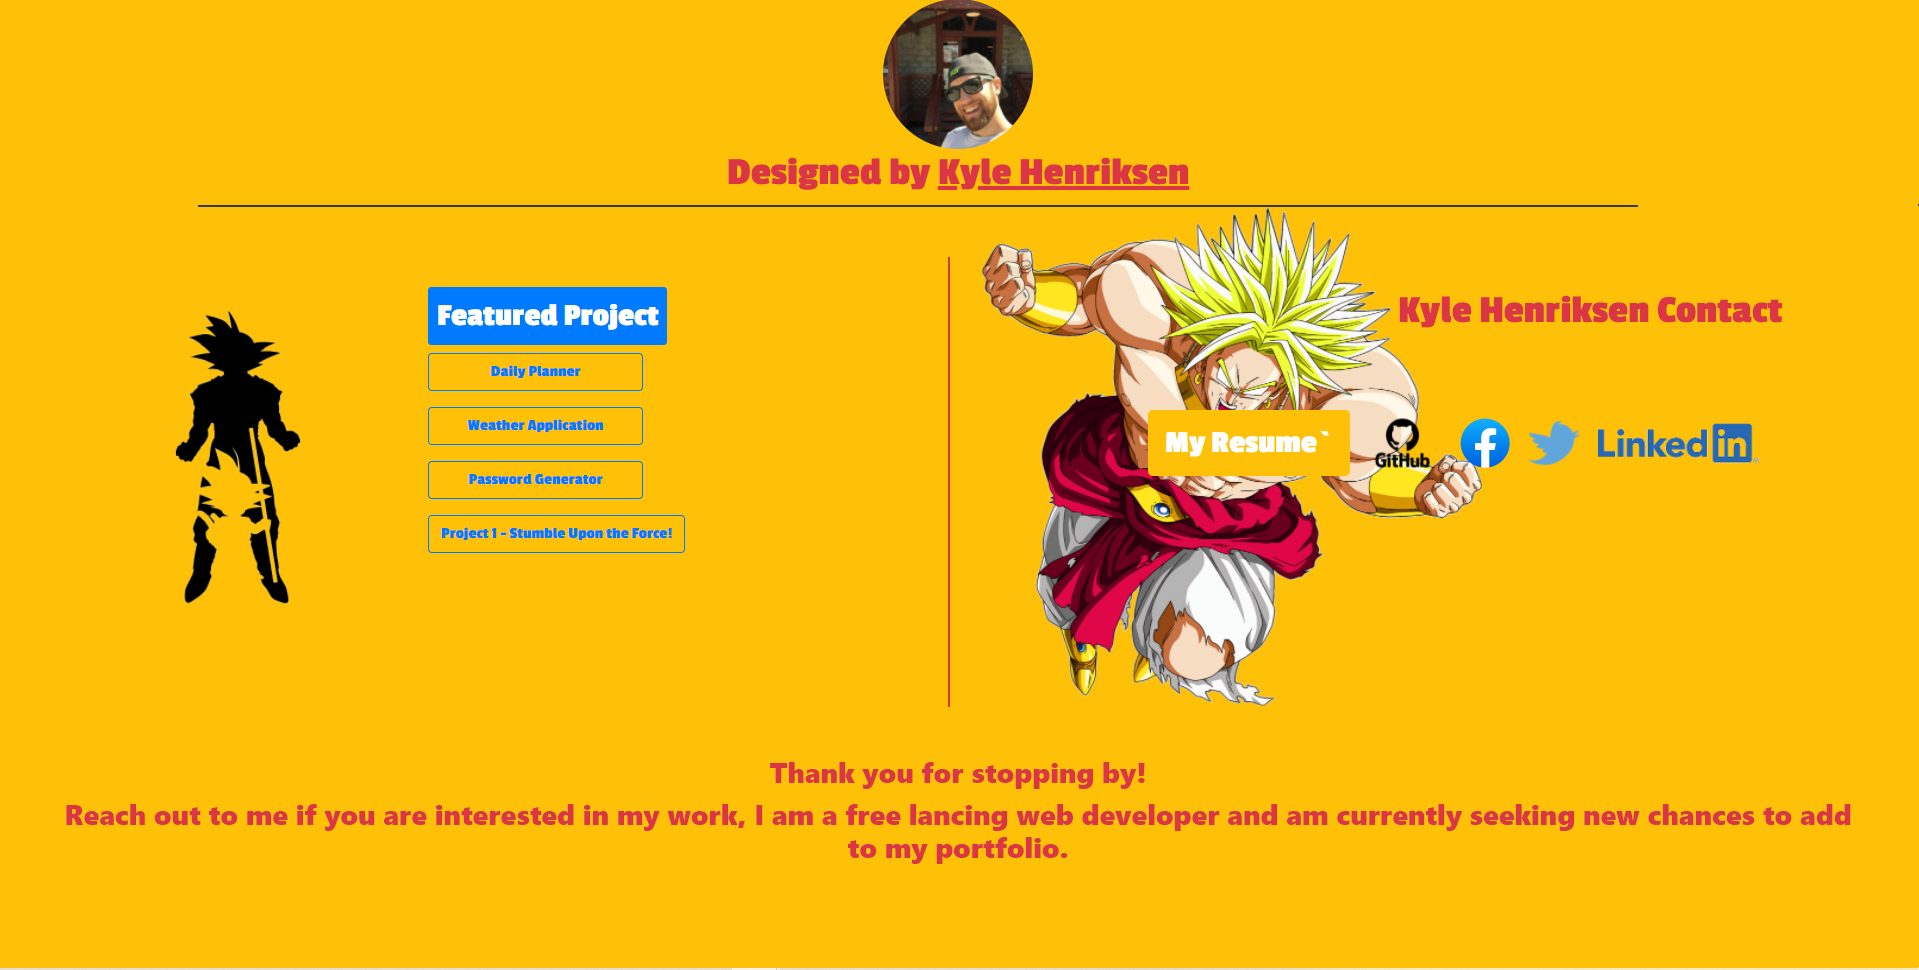 Designed by Kyle Henriksen
Featured Project
Daily Planner
Weather Application
Password Generator
Project 1 - Stumble Upon the Force!
Kyle Henriksen Contact
My Resume`
GitHub
f
Linked in
Thank you for stopping by!
Reach out to me if you are interested in my work, I am a free lancing web developer and am currently seeking new chances to add
to my portfolio.